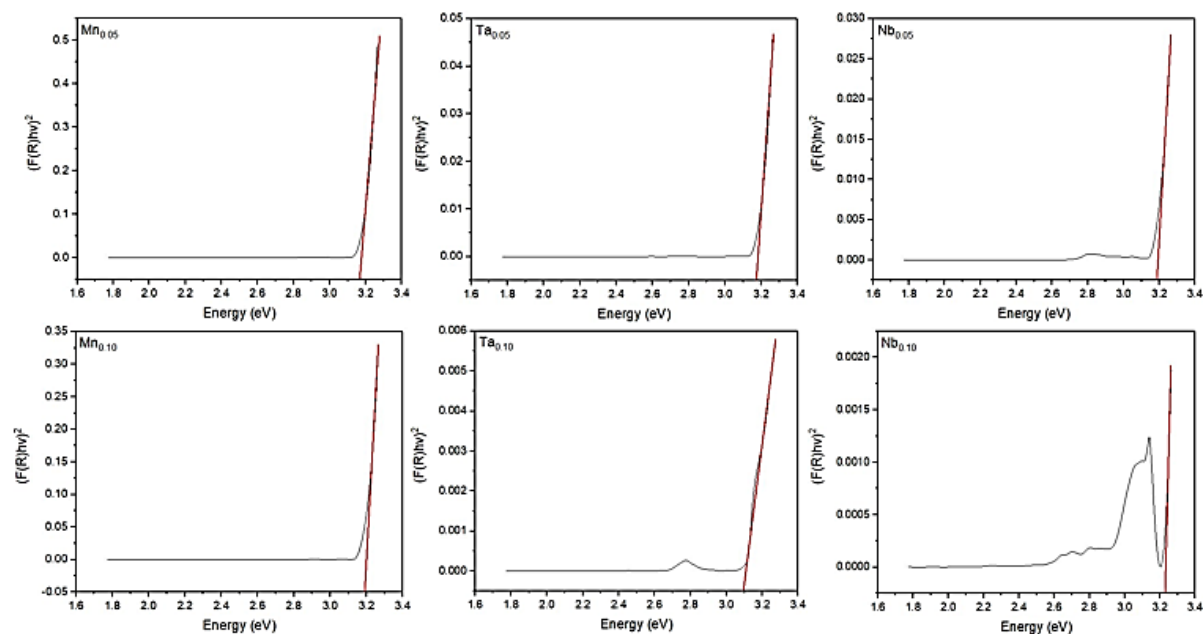 Mn0.05
(F(R)hv)²
0.5
0.4
0.3
0.2
0.1
0.0
1.6 1.8 2.0 2.2 2.4 2.6 2.8 3.0 3.2 3.4
Energy (eV)
Ta0.05
(F(R)hv)²
0.05
0.04
0.03
0.02
0.01
0.00
1.6 1.8 2.0 2.2 2.4 2.6 2.8 3.0 3.2 3.4
Energy (eV)
Nb0.05
(F(R)hv)²
0.030
0.025
0.020
0.015
0.010
0.005
0.000
1.6 1.8 2.0 2.2 2.4 2.6 2.8 3.0 3.2 3.4
Energy (eV)
Mn0.10
(F(R)hv)²
0.35
0.30
0.25
0.20
0.15
0.10
0.05
0.00
-0.05
1.6 1.8 2.0 2.2 2.4 2.6 2.8 3.0 3.2 3.4
Energy (eV)
Ta0.10
(F(R)hv)²
0.006
0.005
0.004
0.003
0.002
0.001
0.000
1.6 1.8 2.0 2.2 2.4 2.6 2.8 3.0 3.2 3.4
Energy (eV)
Nb0.10
(F(R)hv)²
0.0020
0.0015
0.0010
0.0005
0.0000
1.6 1.8 2.0 2.2 2.4 2.6 2.8 3.0 3.2 3.4
Energy (eV)